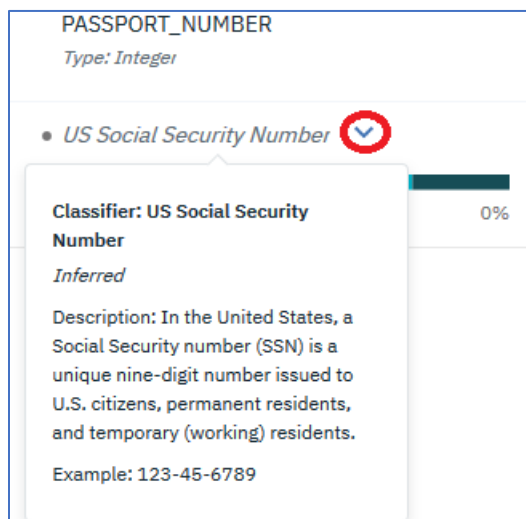 PASSPORT_NUMBER
Type: Integer
• US Social Security Number
Classifier: US Social Security
Number
Inferred
0%
Description: In the United States, a
Social Security number (SSN) is a
unique nine-digit number issued to
U.S. citizens, permanent residents,
and temporary (working) residents.
Example: 123-45-6789